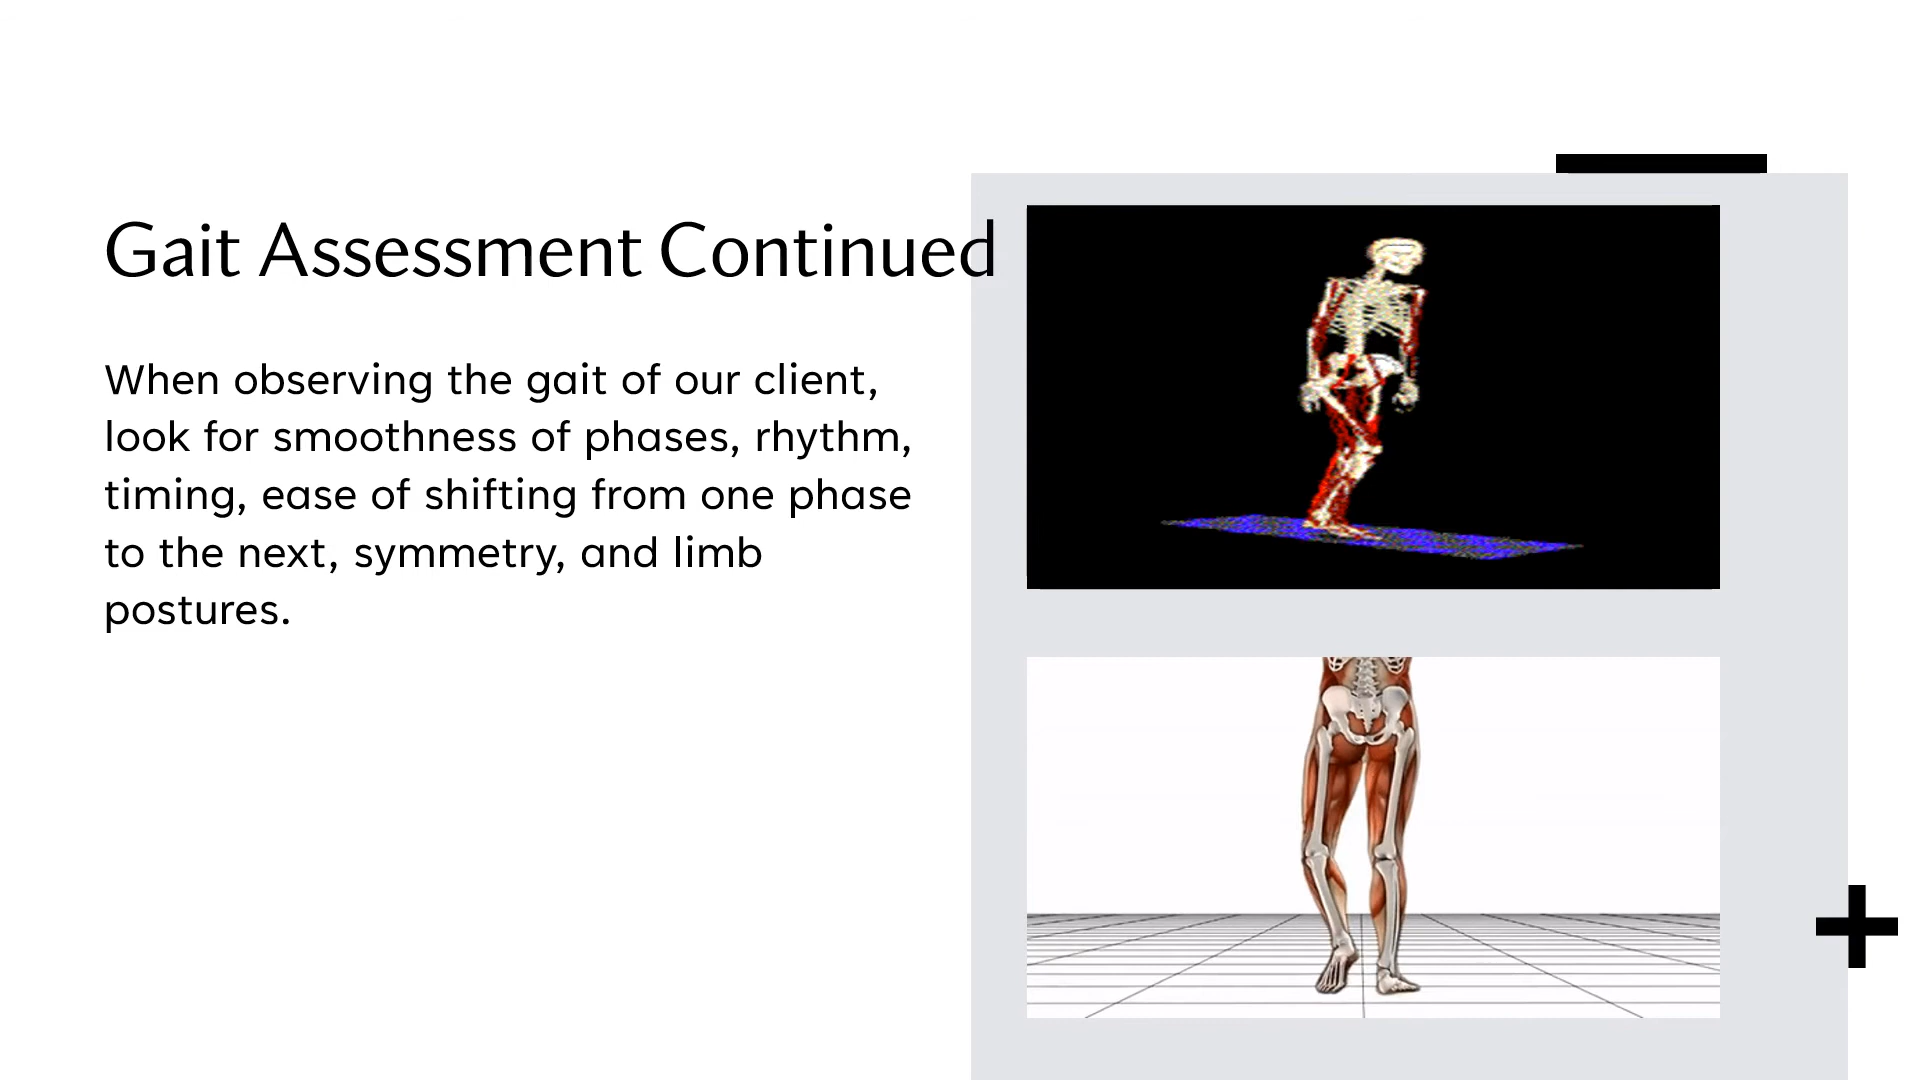 Gait Assessment Continued
When observing the gait of our client,
look for smoothness of phases, rhythm,
timing, ease of shifting from one phase
to the next, symmetry, and limb
postures.